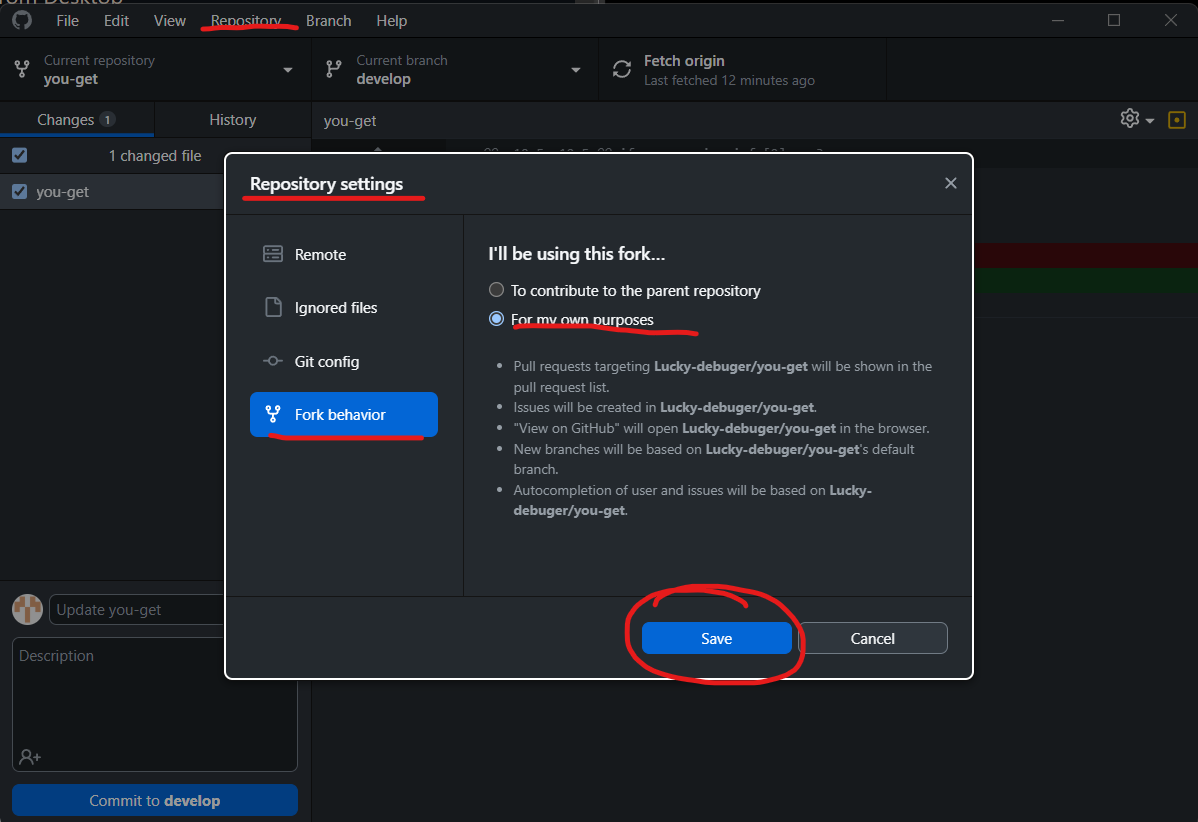 File Edit View Repository Branch Help
Current repository
you-get
Current branch
develop
Fetch origin
Last fetched 12 minutes ago
Changes 1
History
you-get
1 changed file
you-get
Repository settings
Remote
Ignored files
Git config
Fork behavior
I'll be using this fork...
To contribute to the parent repository
For my own purposes
Pull requests targeting Lucky-debuger/you-get will be shown in the
pull request list.
Issues will be created in Lucky-debuger/you-get.
"View on GitHub" will open Lucky-debuger/you-get in the browser.
New branches will be based on Lucky-debuger/you-get's default
branch.
Autocompletion of user and issues will be based on Lucky-
debuger/you-get.
Save
Cancel
Update you-get
Description
Commit to develop